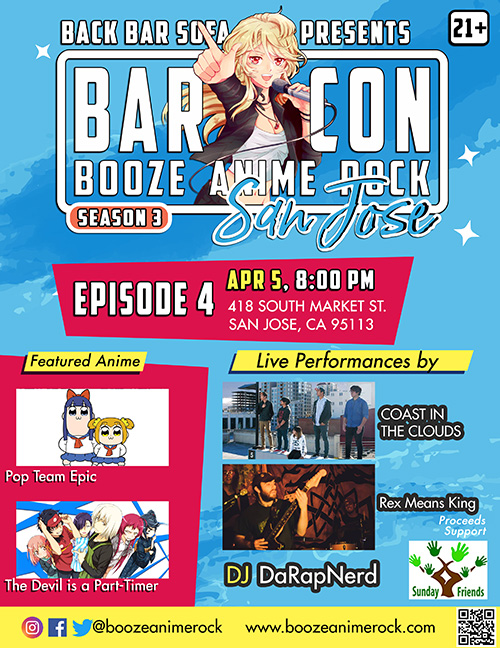 BACK BAR SOFA PRESENTS
21+
BAR CON
BOOZE ANIME ROCK
SEASON 3
San Jose
EPISODE 4
APR 5, 8:00 PM
418 SOUTH MARKET ST.
SAN JOSE, CA 95113
Featured Anime
Pop Team Epic
The Devil is a Part-Timer
Live Performances by
COAST IN
THE CLOUDS
Rex Means King
DJ DaRapNerd
Proceeds
Support
Sunday Friends
@boozeanimerock
www.boozeanimerock.com